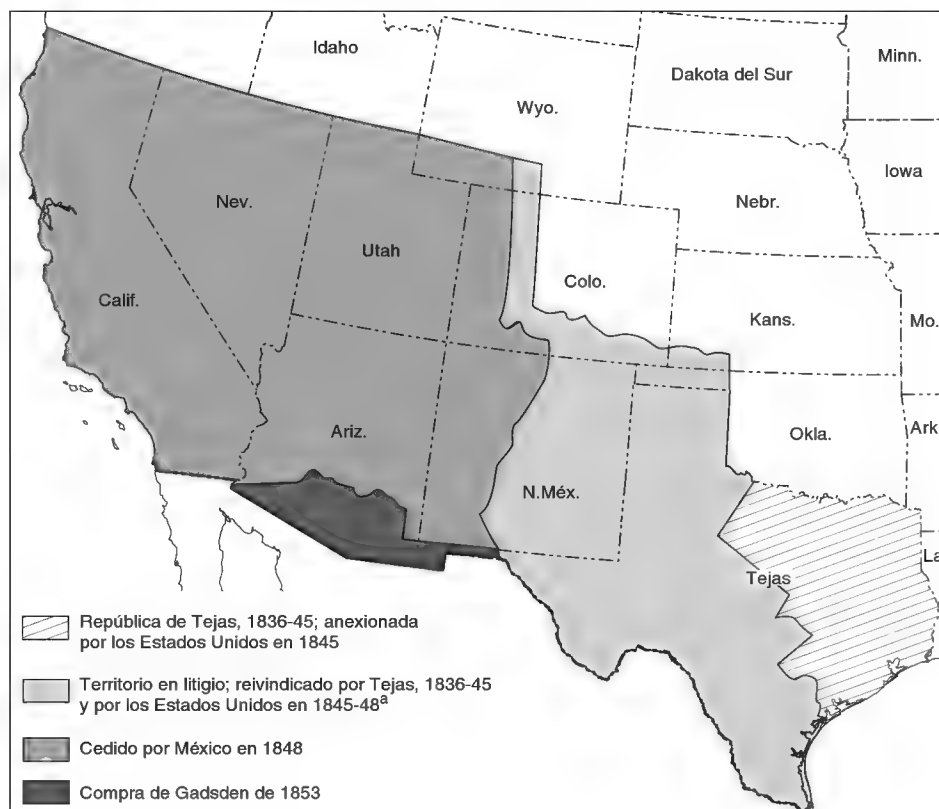 Idaho
Minn.
Dakota del Sur
Wyo.
Iowa
Nev.
Nebr.
Utah
Colo.
Calif.
Kans.
Mo.
Ariz.
Okla.
Ark
N.Méx.
La
Tejas
República de Tejas, 1836-45; anexionada
por los Estados Unidos en 1845
Territorio en litigio; reivindicado por Tejas, 1836-45
y por los Estados Unidos en 1845-48ª
Cedido por México en 1848
Compra de Gadsden de 1853